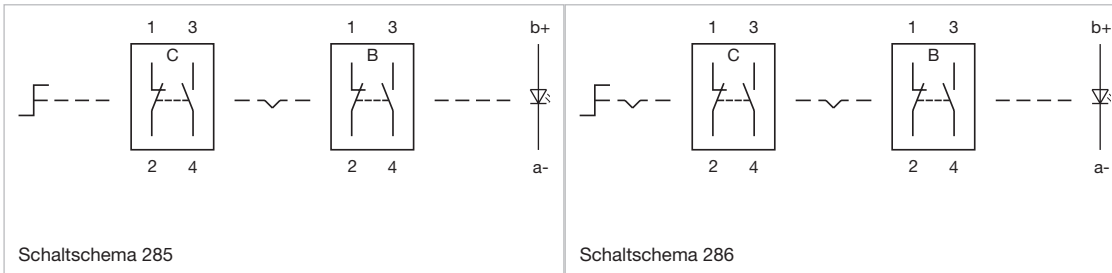 1 3 1 3 b+
C B
2 4 2 4 a-
Schaltschema 285
1 3 1 3 b+
C B
2 4 2 4 a-
Schaltschema 286